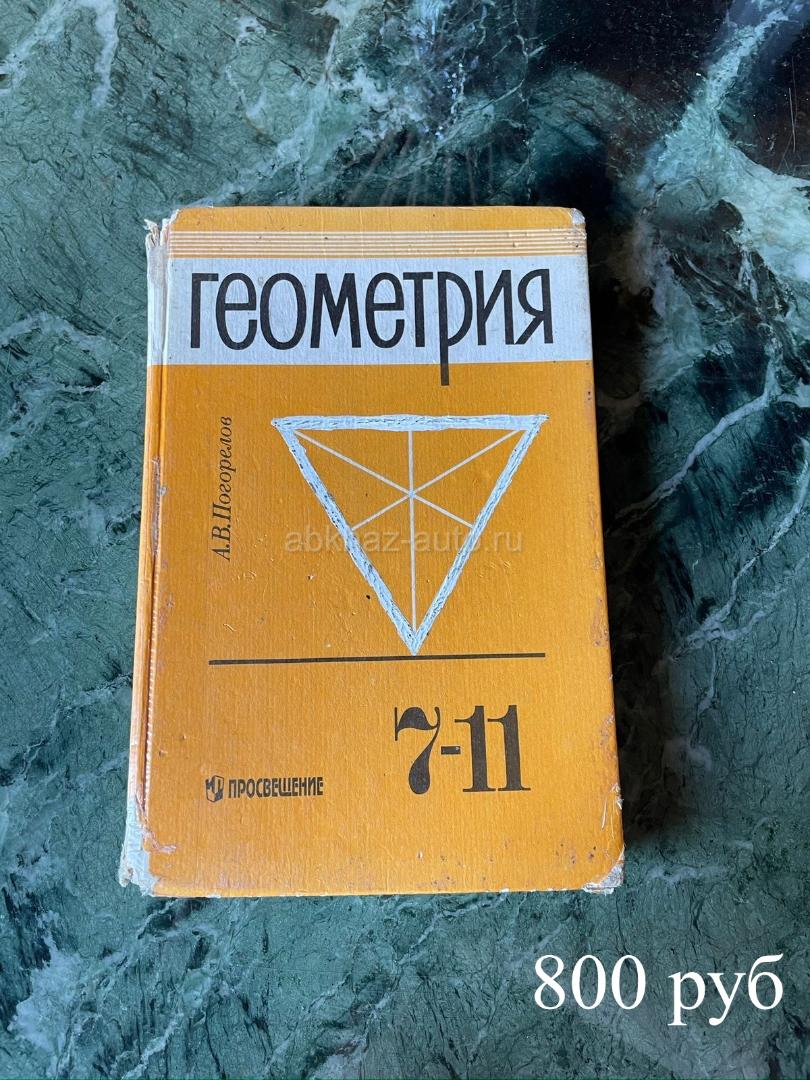 геометрия
А.В.Погорелов
abkhaz-auto.ru
7-11
ПРОСВЕЩЕНИЕ
800 руб